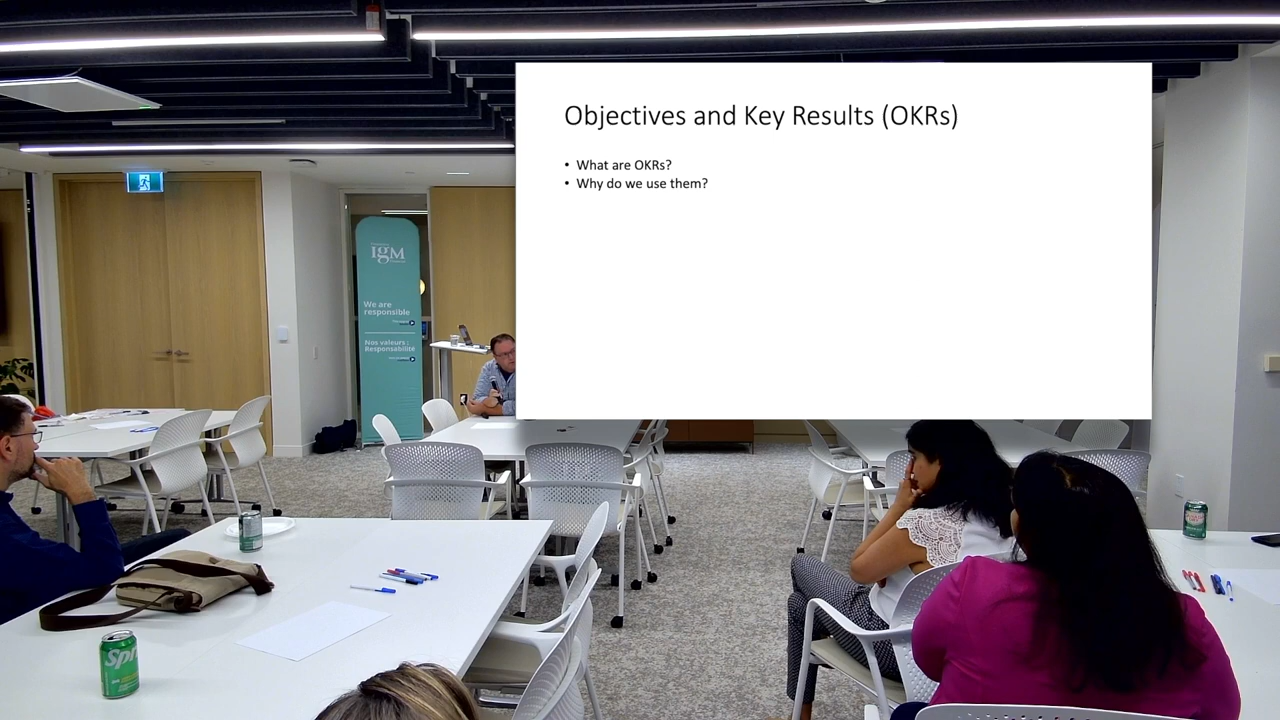 Objectives and Key Results (OKRs)
• What are OKRs?
• Why do we use them?
IGM
We are
responsible
Nos valeurs :
Responsabilité
Spri